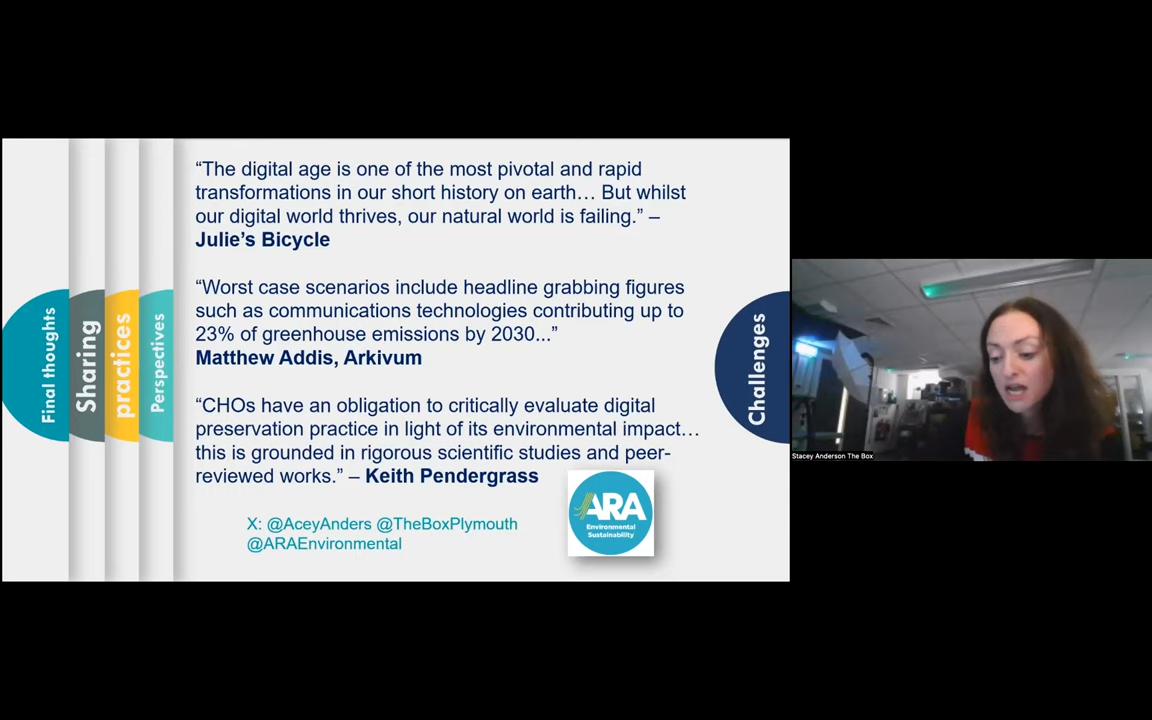 Final thoughts
Sharing
practices
Perspectives
“The digital age is one of the most pivotal and rapid
transformations in our short history on earth… But whilst
our digital world thrives, our natural world is failing.” –
Julie’s Bicycle
“Worst case scenarios include headline grabbing figures
such as communications technologies contributing up to
23% of greenhouse emissions by 2030...”
Matthew Addis, Arkivum
“CHOs have an obligation to critically evaluate digital
preservation practice in light of its environmental impact…
this is grounded in rigorous scientific studies and peer-
reviewed works.” – Keith Pendergrass
X: @AceyAnders @TheBoxPlymouth
@ARAEnvironmental
ARA
Environmental
Sustainability
Challenges
Stacey Anderson The Box